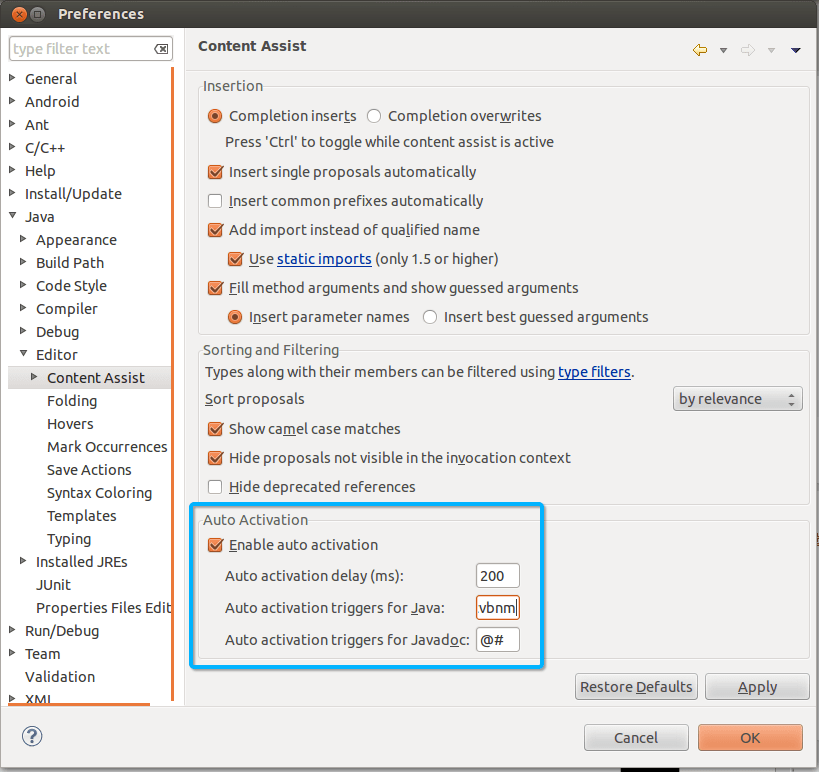 Preferences
type filter text
General
Android
Ant
C/C++
Help
Install/Update
Java
Appearance
Build Path
Code Style
Compiler
Debug
Editor
Content Assist
Folding
Hovers
Mark Occurrences
Save Actions
Syntax Coloring
Templates
Typing
Installed JREs
JUnit
Properties Files Edit
Run/Debug
Team
Validation
XML
Content Assist
Insertion
Completion inserts Completion overwrites
Press 'Ctrl' to toggle while content assist is active
Insert single proposals automatically
Insert common prefixes automatically
Add import instead of qualified name
Use static imports (only 1.5 or higher)
Fill method arguments and show guessed arguments
Insert parameter names Insert best guessed arguments
Sorting and Filtering
Types along with their members can be filtered using type filters.
Sort proposals by relevance
Show camel case matches
Hide proposals not visible in the invocation context
Hide deprecated references
Auto Activation
Enable auto activation
Auto activation delay (ms): 200
Auto activation triggers for Java: vbnm
Auto activation triggers for Javadoc: @#
Restore Defaults Apply
? Cancel OK